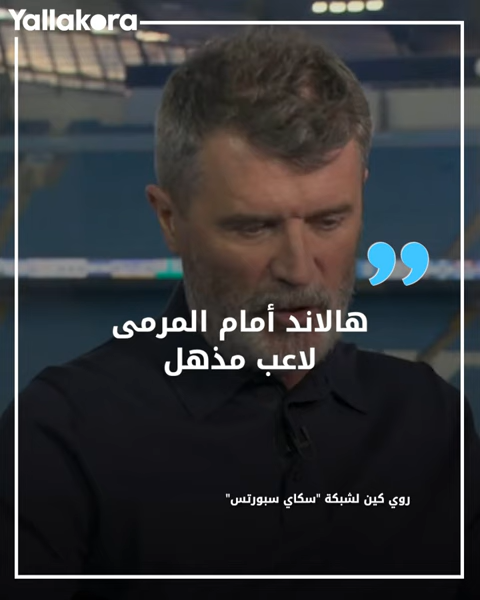 Yallakora
”
هالاند أمام المرمى
لاعب مذهل
روي كين لشبكة "سكاي سبورتس"